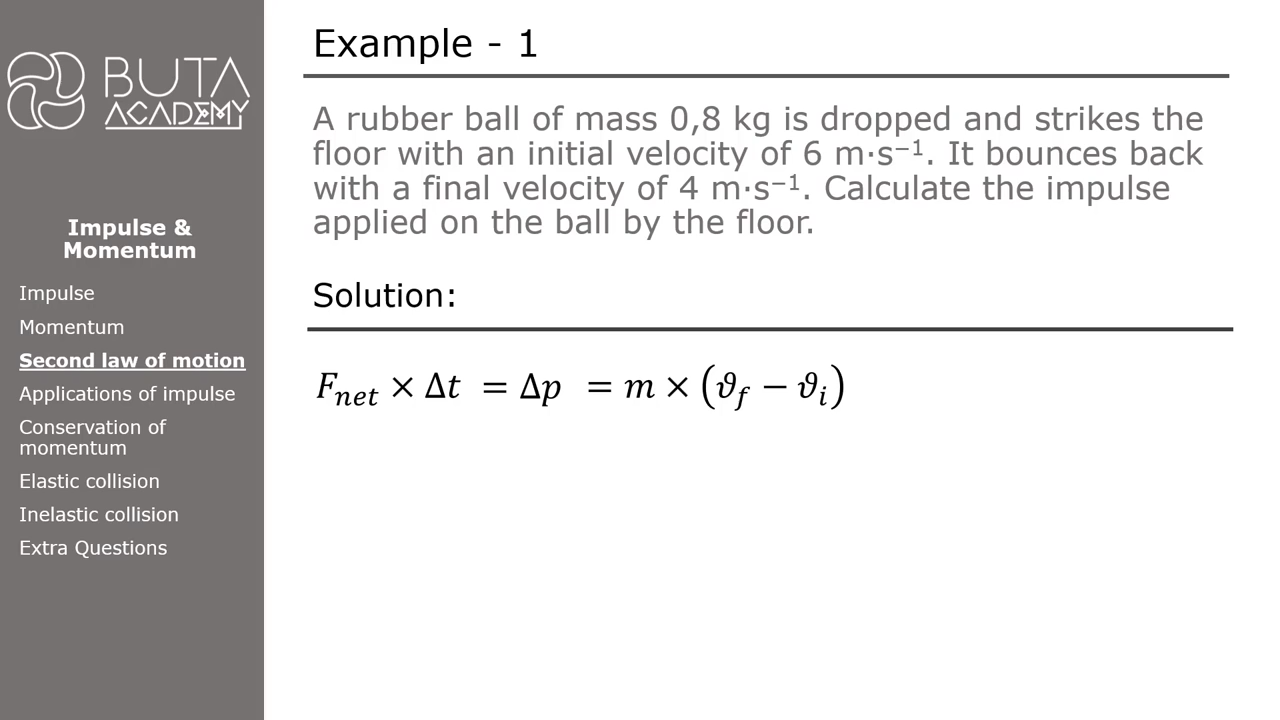 BUTA
ACADEMY
Impulse &
Momentum
Impulse
Momentum
Second law of motion
Applications of impulse
Conservation of
momentum
Elastic collision
Inelastic collision
Extra Questions
Example - 1
A rubber ball of mass 0,8 kg is dropped and strikes the
floor with an initial velocity of 6 m·s⁻¹. It bounces back
with a final velocity of 4 m·s⁻¹. Calculate the impulse
applied on the ball by the floor.
Solution:
F_net × Δt = Δp = m × (ϑ_f − ϑ_i)